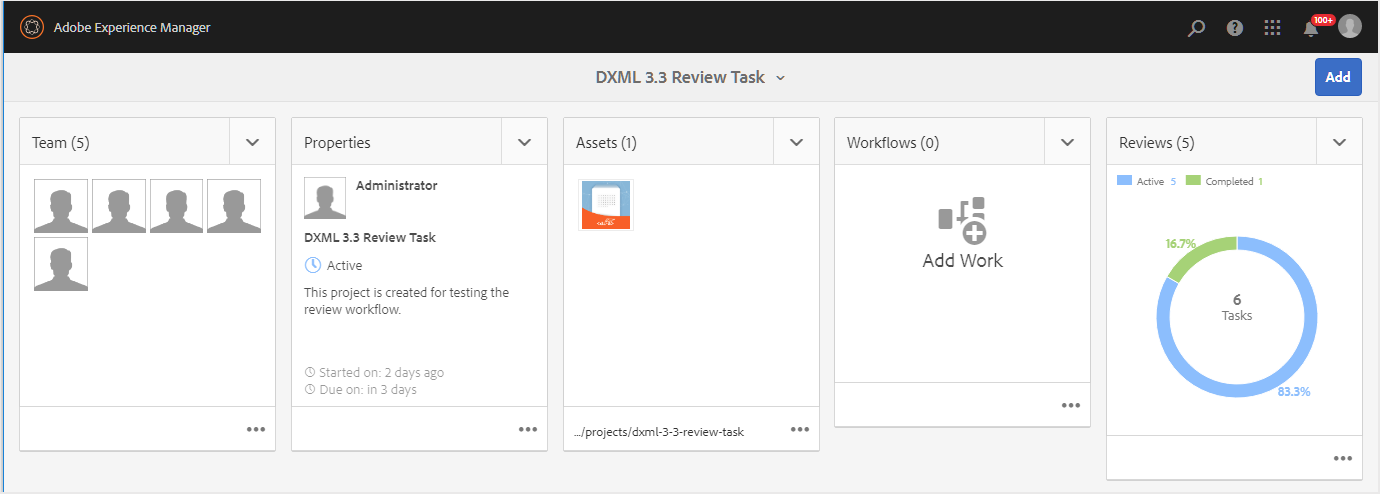 Adobe Experience Manager
100+
DXML 3.3 Review Task
Add
Team (5)
Properties
Administrator
DXML 3.3 Review Task
Active
This project is created for testing the
review workflow.
Started on: 2 days ago
Due on: in 3 days
Assets (1)
.../projects/dxml-3-3-review-task
Workflows (0)
Add Work
Reviews (5)
Active 5 Completed 1
16.7%
6
Tasks
83.3%